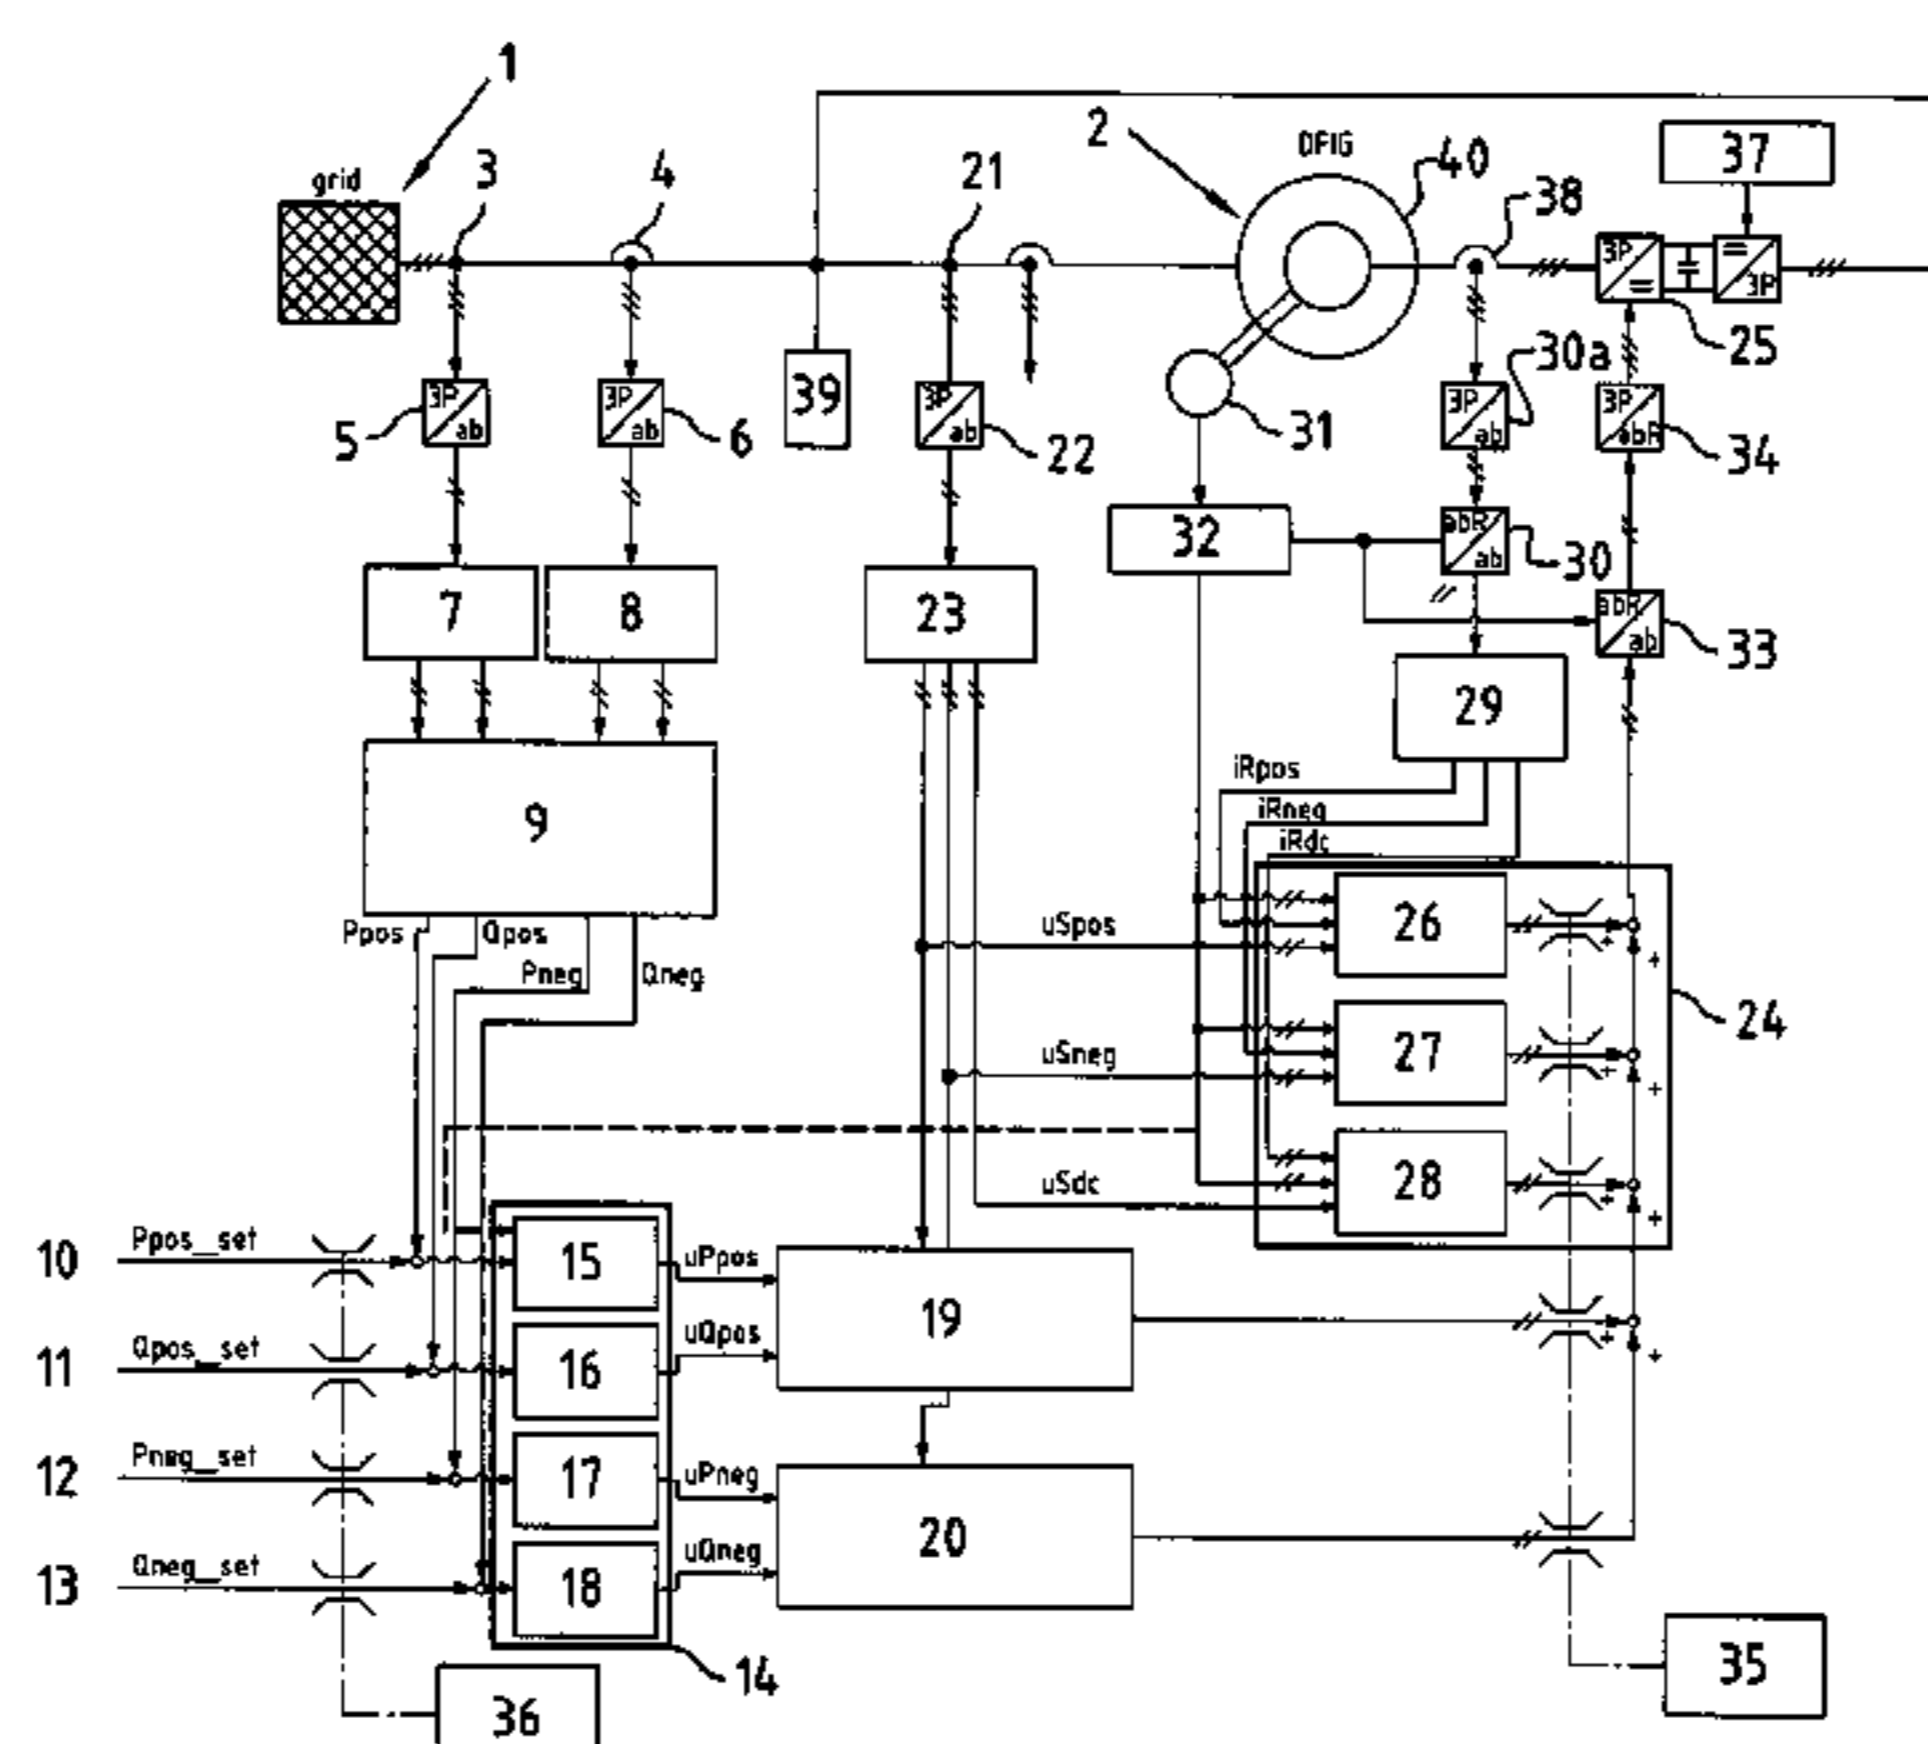 1
grid
3
4
21
2
DFIG
40
38
37
3P
=
=
3P
25
30a
3P
ab
5
3P
ab
6
39
3P
ab
22
31
3P
ab
3P
abR
34
32
abR
ab
30
7
8
23
abR
ab
33
29
9
iRpos
iRneg
iRdc
Ppos
Qpos
Pneg
Qneg
uSpos
26
+
+
24
uSneg
27
+
+
uSdc
28
+
+
10
Ppos_set
15
uPpos
19
11
Qpos_set
16
uQpos
+
+
12
Pneg_set
17
uPneg
20
13
Qneg_set
18
uQneg
14
35
36